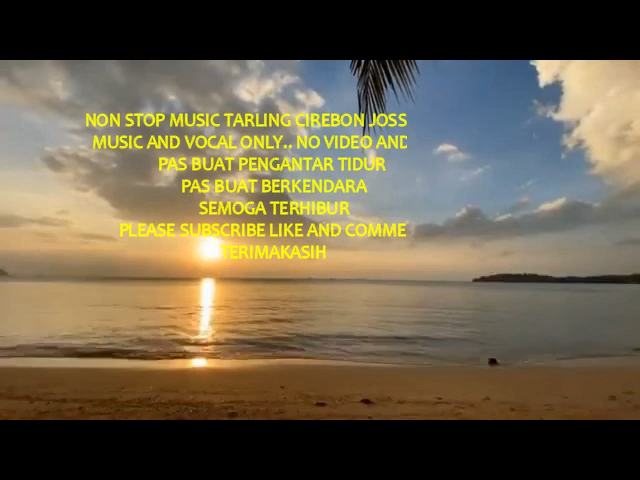 NON STOP MUSIC TARLING CIREBON JOSS
MUSIC AND VOCAL ONLY.. NO VIDEO AND
PAS BUAT PENGANTAR TIDUR
PAS BUAT BERKENDARA
SEMOGA TERHIBUR
PLEASE SUBSCRIBE LIKE AND COMME
TERIMAKASIH